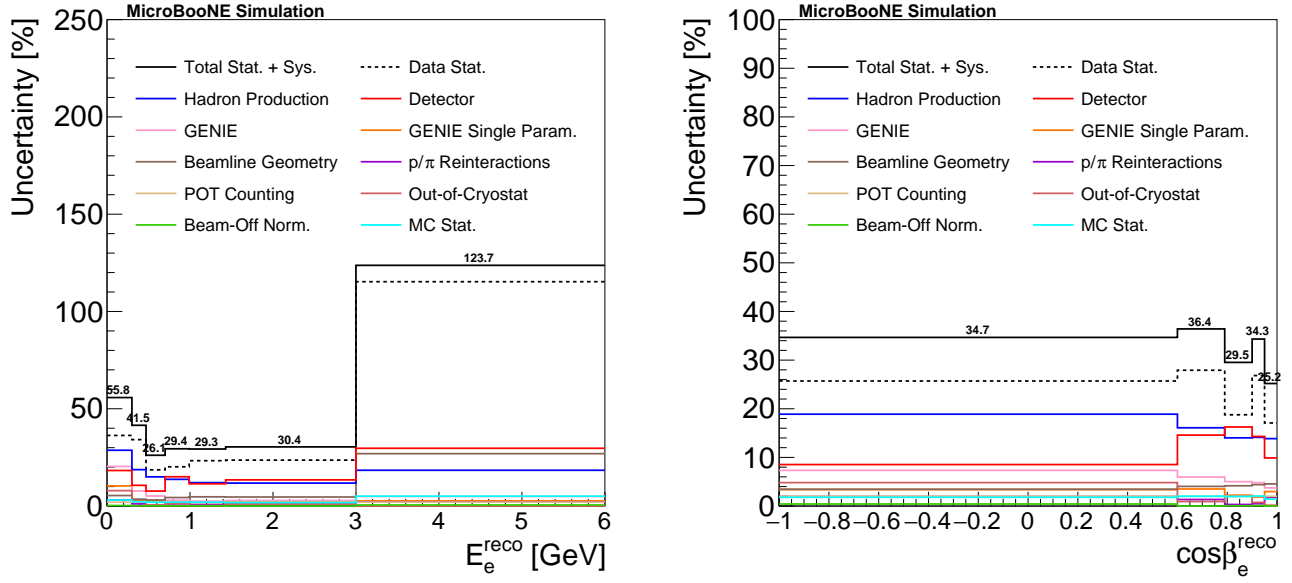 MicroBooNE Simulation
Uncertainty [%]
250
200
150
100
50
0
Total Stat. + Sys.
Data Stat.
Hadron Production
Detector
GENIE
GENIE Single Param.
Beamline Geometry
p/π Reinteractions
POT Counting
Out-of-Cryostat
Beam-Off Norm.
MC Stat.
123.7
55.8
41.5
26.1
29.4
29.3
30.4
0 1 2 3 4 5 6
E_e^reco [GeV]
MicroBooNE Simulation
Uncertainty [%]
100
90
80
70
60
50
40
30
20
10
0
Total Stat. + Sys.
Data Stat.
Hadron Production
Detector
GENIE
GENIE Single Param.
Beamline Geometry
p/π Reinteractions
POT Counting
Out-of-Cryostat
Beam-Off Norm.
MC Stat.
34.7
36.4
29.5
34.3
25.2
−1 −0.8 −0.6 −0.4 −0.2 0 0.2 0.4 0.6 0.8 1
cosβ_e^reco